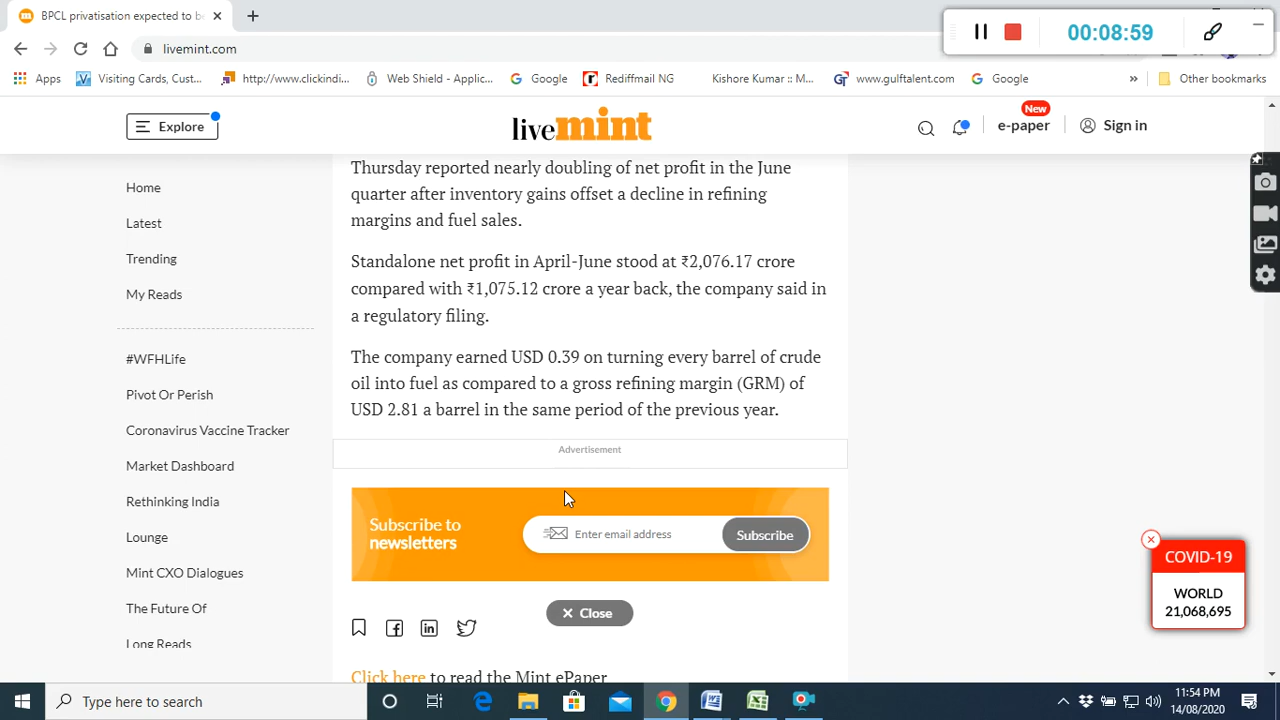 BPCL privatisation expected to be
00:08:59
livemint.com
Apps
Visiting Cards, Cust...
http://www.clickindi...
Web Shield - Applic...
Google
Rediffmail NG
Kishore Kumar :: M...
www.gulftalent.com
Google
»
Other bookmarks
Explore
livemint
New
e-paper
Sign in
Home
Latest
Trending
My Reads
#WFHLife
Pivot Or Perish
Coronavirus Vaccine Tracker
Market Dashboard
Rethinking India
Lounge
Mint CXO Dialogues
The Future Of
Long Reads
Thursday reported nearly doubling of net profit in the June
quarter after inventory gains offset a decline in refining
margins and fuel sales.
Standalone net profit in April-June stood at ₹2,076.17 crore
compared with ₹1,075.12 crore a year back, the company said in
a regulatory filing.
The company earned USD 0.39 on turning every barrel of crude
oil into fuel as compared to a gross refining margin (GRM) of
USD 2.81 a barrel in the same period of the previous year.
Advertisement
Subscribe to
newsletters
Enter email address
Subscribe
Close
Click here to read the Mint ePaper
COVID-19
WORLD
21,068,695
Type here to search
11:54 PM
14/08/2020